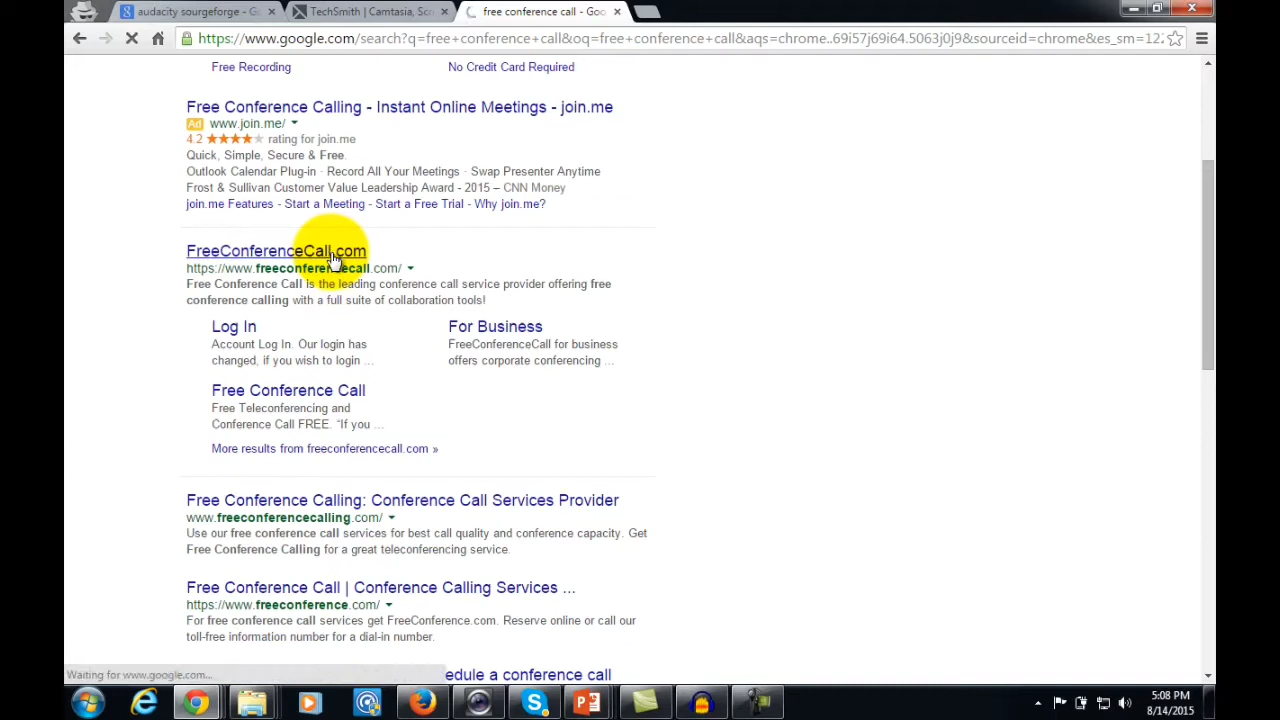 audacity sourgeforge - Go
TechSmith | Camtasia, Scr
free conference call - Goo
https://www.google.com/search?q=free+conference+call&oq=free+conference+call&aqs=chrome..69i57j69i64.5063j0j9&sourceid=chrome&es_sm=12
Free Recording
No Credit Card Required
Free Conference Calling - Instant Online Meetings - join.me
Ad www.join.me/
4.2 rating for join.me
Quick, Simple, Secure & Free.
Outlook Calendar Plug-in · Record All Your Meetings · Swap Presenter Anytime
Frost & Sullivan Customer Value Leadership Award - 2015 – CNN Money
join.me Features - Start a Meeting - Start a Free Trial - Why join.me?
FreeConferenceCall.com
https://www.freeconferencecall.com/
Free Conference Call is the leading conference call service provider offering free
conference calling with a full suite of collaboration tools!
Log In
Account Log In. Our login has
changed, if you wish to login ...
For Business
FreeConferenceCall for business
offers corporate conferencing ...
Free Conference Call
Free Teleconferencing and
Conference Call FREE. “If you ...
More results from freeconferencecall.com »
Free Conference Calling: Conference Call Services Provider
www.freeconferencecalling.com/
Use our free conference call services for best call quality and conference capacity. Get
Free Conference Calling for a great teleconferencing service.
Free Conference Call | Conference Calling Services ...
https://www.freeconference.com/
For free conference call services get FreeConference.com. Reserve online or call our
toll-free information number for a dial-in number.
edule a conference call
Waiting for www.google.com...
5:08 PM
8/14/2015